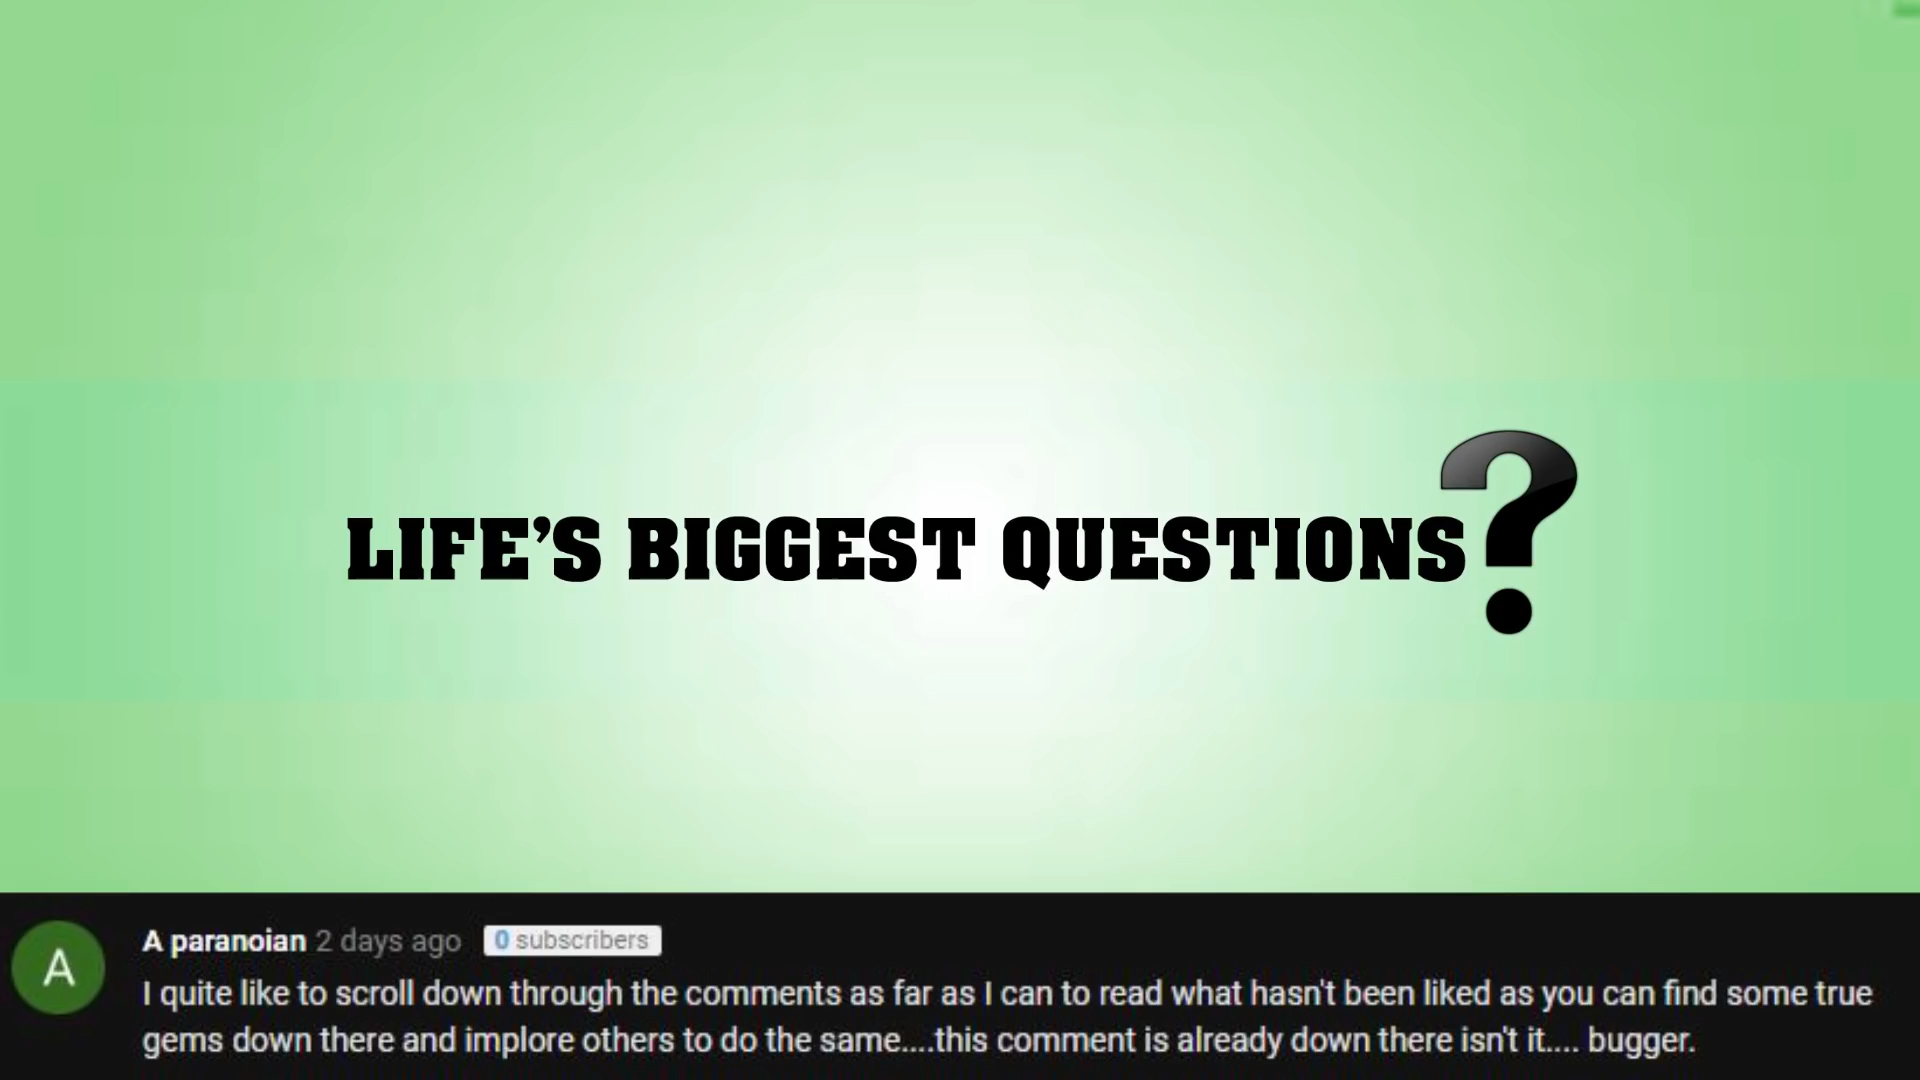 LIFE'S BIGGEST QUESTIONS?
A
A paranoian 2 days ago 0 subscribers
I quite like to scroll down through the comments as far as I can to read what hasn't been liked as you can find some true
gems down there and implore others to do the same....this comment is already down there isn't it.... bugger.